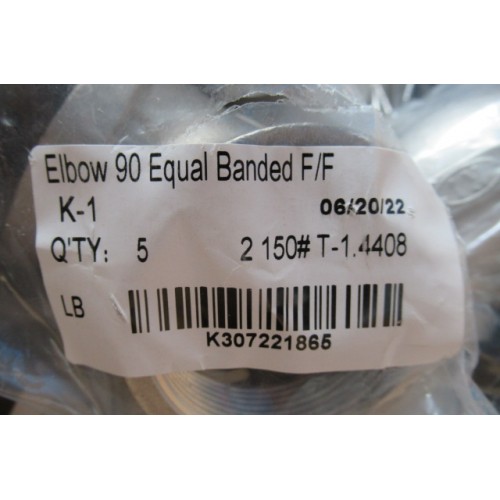 Elbow 90 Equal Banded F/F
K-1 06/20/22
Q'TY: 5 2 150# T-1.4408
LB
K307221865